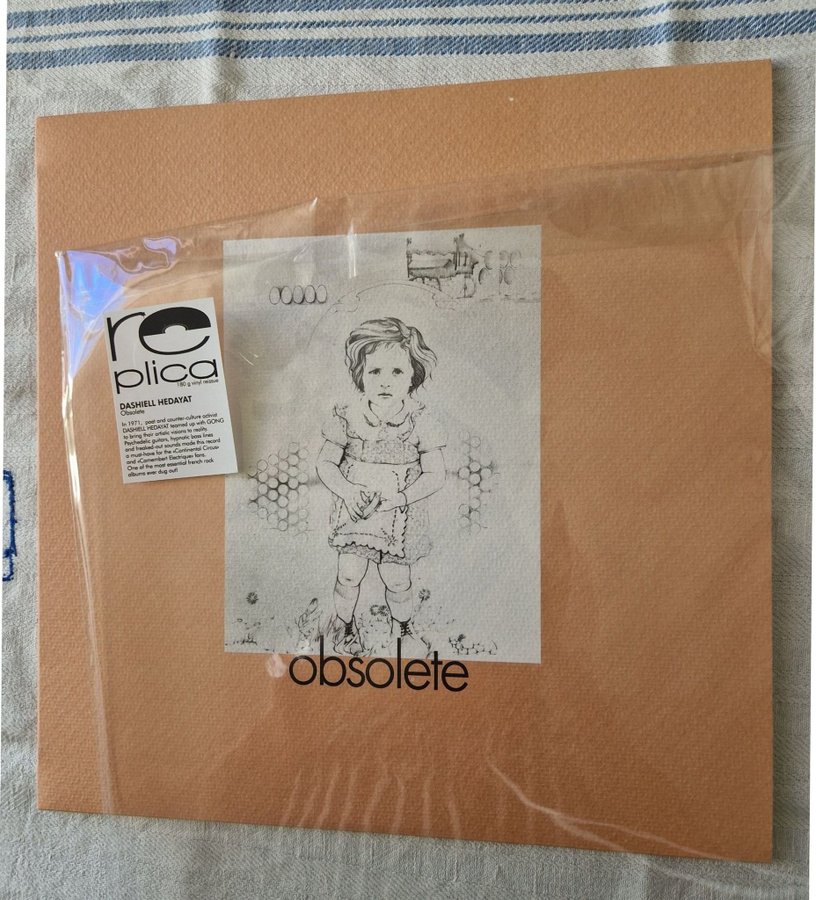 re
plica
180 g vinyl reissue
DASHIELL HEDAYAT
Obsolete
In 1971, poet and counter-culture activist
DASHIELL HEDAYAT teamed up with GONG
to bring their artistic visions to reality.
Psychedelic guitars, hypnotic bass lines
and freaked-out sounds made this record
a must-have for the «Continental Circus»
and «Camembert Electrique» fans.
One of the most essential french rock
albums ever dug out!
obsolete